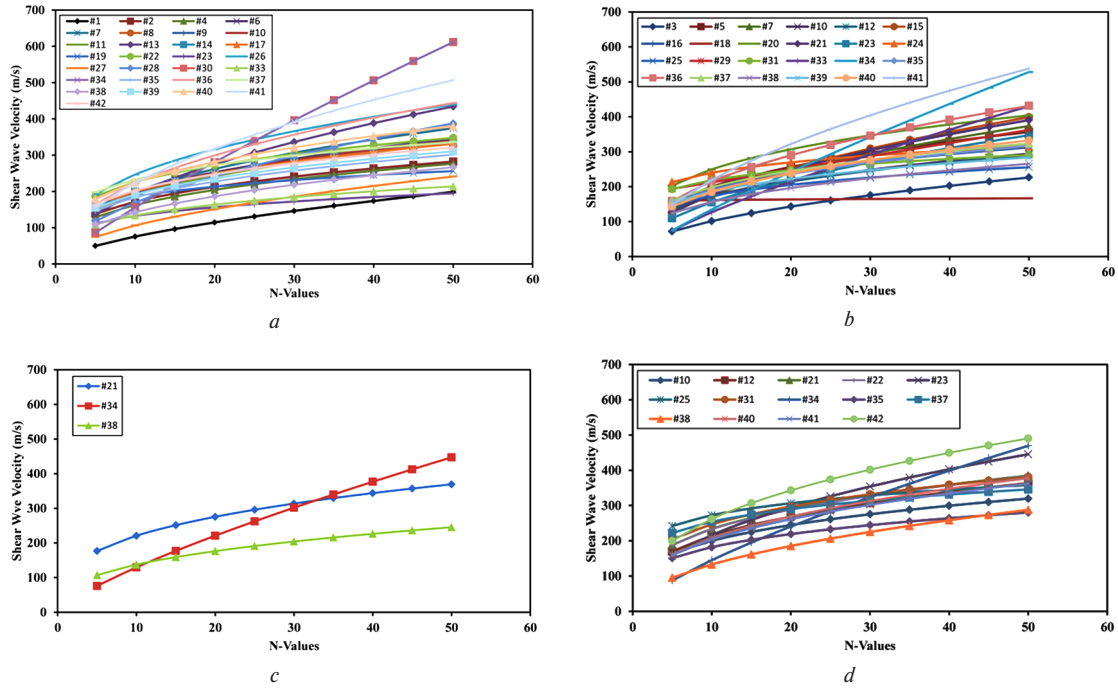 700
600
500
400
300
200
100
0
Shear Wave Velocity (m/s)
#1 #2 #4 #6
#7 #8 #9 #10
#11 #13 #14 #17
#19 #22 #23 #26
#27 #28 #30 #33
#34 #35 #36 #37
#38 #39 #40 #41
#42
0 10 20 30 40 50 60
N-Values
a
700
600
500
400
300
200
100
0
Shear Wave Velocity (m/s)
#3 #5 #7 #10 #12 #15
#16 #18 #20 #21 #23 #24
#25 #29 #31 #33 #34 #35
#36 #37 #38 #39 #40 #41
0 10 20 30 40 50 60
N-Values
b
700
600
500
400
300
200
100
0
Shear Wve Velocity (m/s)
#21
#34
#38
0 10 20 30 40 50 60
N-Values
c
700
600
500
400
300
200
100
0
Shear Wave Velocity (m/s)
#10 #12 #21 #22 #23
#25 #31 #34 #35 #37
#38 #40 #41 #42
0 10 20 30 40 50 60
N-Values
d